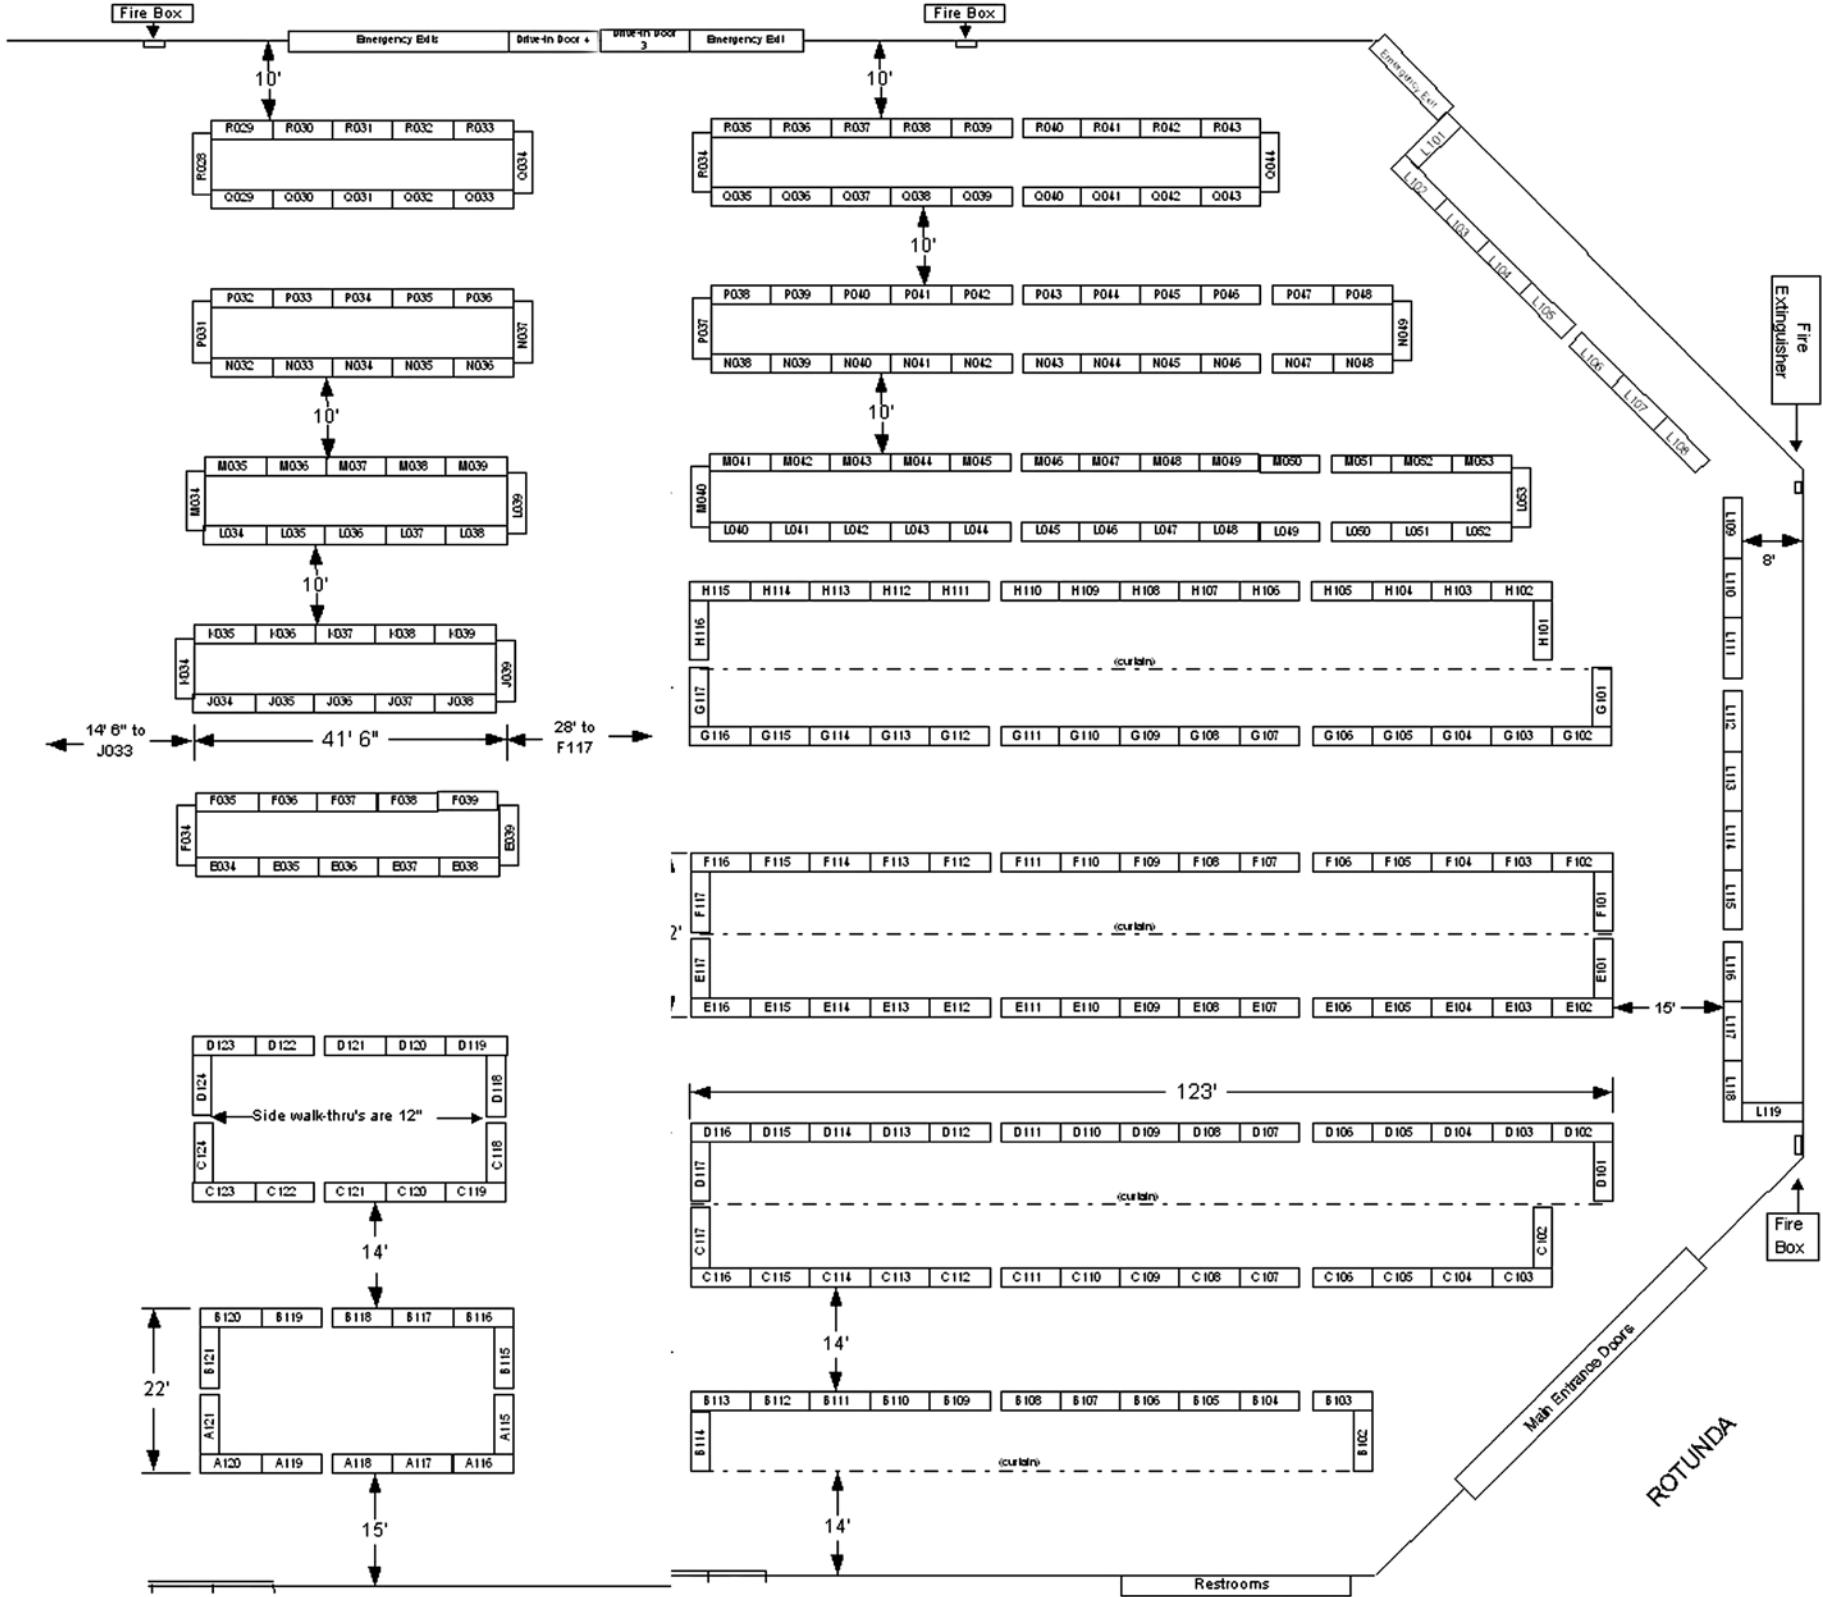 Fire Box
Fire Box
Emergency Exits
Drive-In Door 4
Drive-In Door
3
Emergency Exit
Emergency Exit
10'
10'
R029 R030 R031 R032 R033
R035 R036 R037 R038 R039 R040 R041 R042 R043
L101
R028
Q034
R034
L102
Q029 Q030 Q031 Q032 Q033
Q035 Q036 Q037 Q038 Q039 Q040 Q041 Q042 Q043
L103
10'
L104
P032 P033 P034 P035 P036
P038 P039 P040 P041 P042 P043 P044 P045 P046 P047 P048
L105
P031
N037
P037
N049
Fire
Extinguisher
N032 N033 N034 N035 N036
N038 N039 N040 N041 N042 N043 N044 N045 N046 N047 N048
L106
L107
10'
10'
L108
M035 M036 M037 M038 M039
M041 M042 M043 M044 M045 M046 M047 M048 M049 M050 M051 M052 M053
M034
L039
M040
L053
L034 L035 L036 L037 L038
L040 L041 L042 L043 L044 L045 L046 L047 L048 L049 L050 L051 L052
L109
8'
10'
H115 H114 H113 H112 H111 H110 H109 H108 H107 H106 H105 H104 H103 H102
L110
K035 K036 K037 K038 K039
H116
H101
L111
K034
J039
(curtain)
J034 J035 J036 J037 J038
G117
G101
L112
14' 6" to
J033
41' 6"
28' to
F117
G116 G115 G114 G113 G112 G111 G110 G109 G108 G107 G106 G105 G104 G103 G102
L113
F035 F036 F037 F038 F039
F034
E039
L114
E034 E035 E036 E037 E038
F116 F115 F114 F113 F112 F111 F110 F109 F108 F107 F106 F105 F104 F103 F102
F117
F101
L115
2'
(curtain)
E117
E101
L116
E116 E115 E114 E113 E112 E111 E110 E109 E108 E107 E106 E105 E104 E103 E102
15'
L117
D123 D122 D121 D120 D119
D124
D118
L118
123'
Side walk-thru's are 12"
L119
D116 D115 D114 D113 D112 D111 D110 D109 D108 D107 D106 D105 D104 D103 D102
C124
C118
D117
D101
C123 C122 C121 C120 C119
(curtain)
C117
C102
Fire
Box
14'
C116 C115 C114 C113 C112 C111 C110 C109 C108 C107 C106 C105 C104 C103
B120 B119 B118 B117 B116
14'
B121
B115
Main Entrance Doors
22'
B113 B112 B111 B110 B109 B108 B107 B106 B105 B104 B103
A121
A115
B114
B102
A120 A119 A118 A117 A116
(curtain)
ROTUNDA
15'
14'
Restrooms